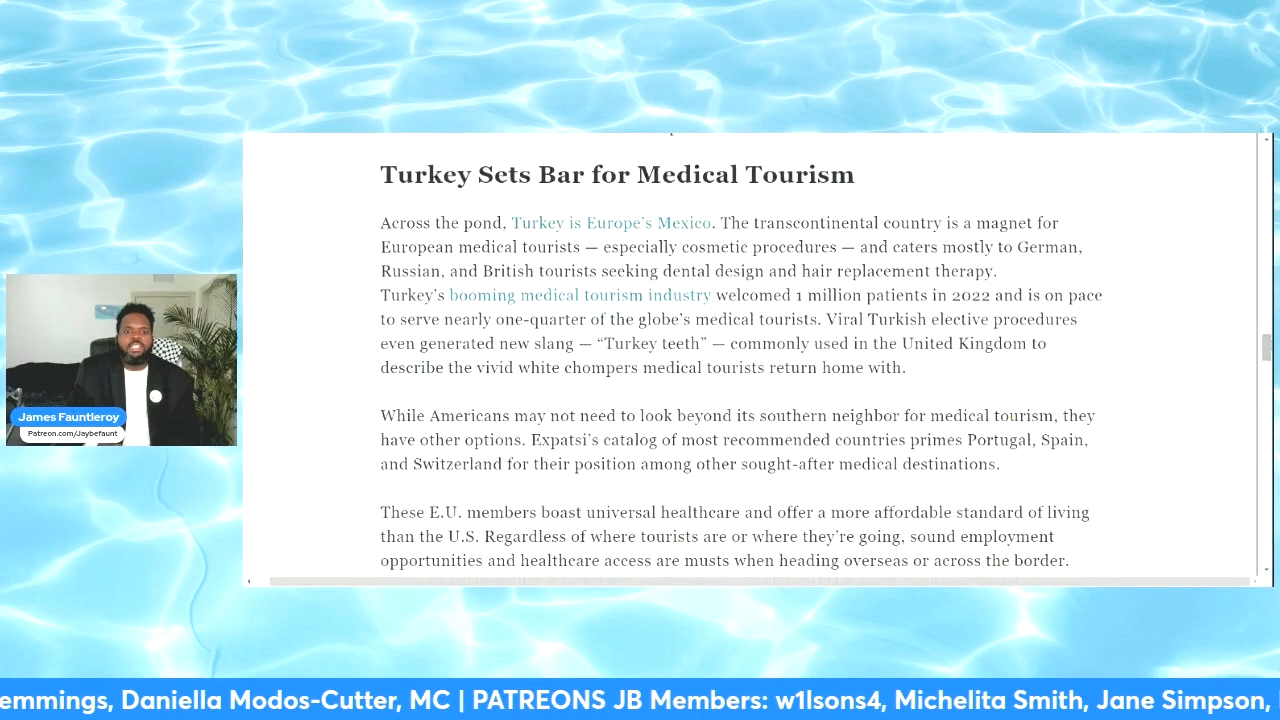 Turkey Sets Bar for Medical Tourism
Across the pond, Turkey is Europe's Mexico. The transcontinental country is a magnet for
European medical tourists — especially cosmetic procedures — and caters mostly to German,
Russian, and British tourists seeking dental design and hair replacement therapy.
Turkey's booming medical tourism industry welcomed 1 million patients in 2022 and is on pace
to serve nearly one-quarter of the globe's medical tourists. Viral Turkish elective procedures
even generated new slang — “Turkey teeth” — commonly used in the United Kingdom to
describe the vivid white chompers medical tourists return home with.
While Americans may not need to look beyond its southern neighbor for medical tourism, they
have other options. Expatsi's catalog of most recommended countries primes Portugal, Spain,
and Switzerland for their position among other sought-after medical destinations.
These E.U. members boast universal healthcare and offer a more affordable standard of living
than the U.S. Regardless of where tourists are or where they're going, sound employment
opportunities and healthcare access are musts when heading overseas or across the border.
James Fauntleroy
Patreon.com/Jaybefaunt
emmings, Daniella Modos-Cutter, MC | PATREONS JB Members: w1lsons4, Michelita Smith, Jane Simpson,